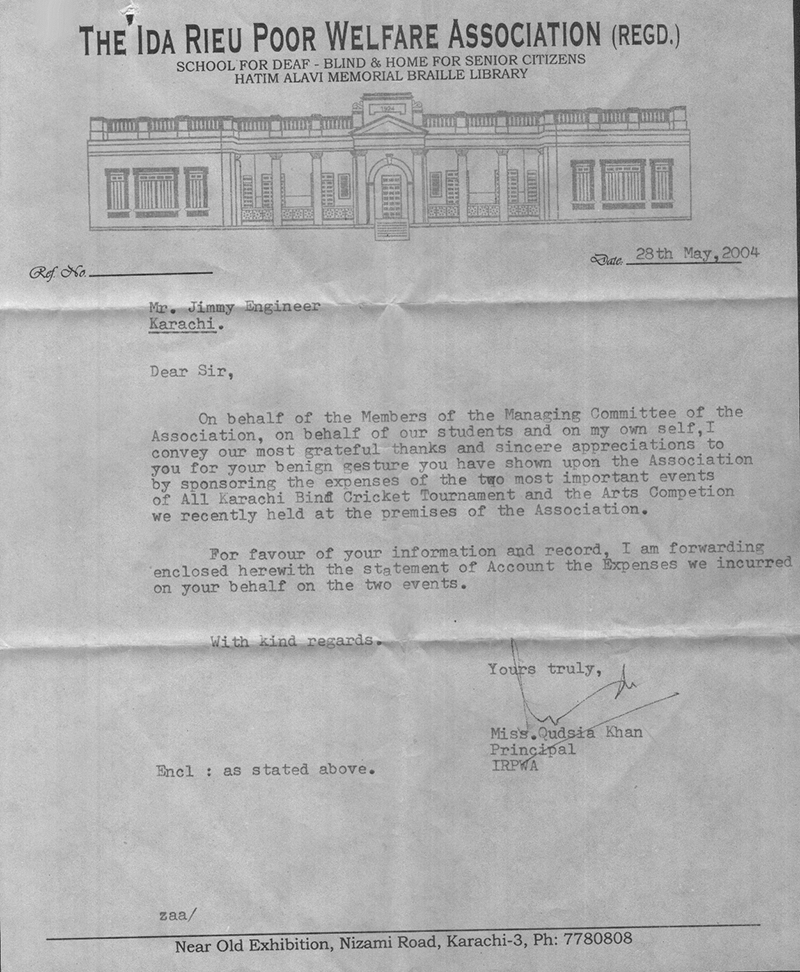 THE IDA RIEU POOR WELFARE ASSOCIATION (REGD.)
SCHOOL FOR DEAF - BLIND & HOME FOR SENIOR CITIZENS
HATIM ALAVI MEMORIAL BRAILLE LIBRARY
1924
Ref. No.
Date. 28th May, 2004
Mr. Jimmy Engineer
Karachi.
Dear Sir,
On behalf of the Members of the Managing Committee of the
Association, on behalf of our students and on my own self, I
convey our most grateful thanks and sincere appreciations to
you for your benign gesture you have shown upon the Association
by sponsoring the expenses of the two most important events
of All Karachi Bind Cricket Tournament and the Arts Competion
we recently held at the premises of the Association.
For favour of your information and record, I am forwarding
enclosed herewith the statement of Account the Expenses we incurred
on your behalf on the two events.
With kind regards.
Yours truly,
Miss.Qudsia Khan
Principal
IRPWA
Encl : as stated above.
zaa/
Near Old Exhibition, Nizami Road, Karachi-3, Ph: 7780808